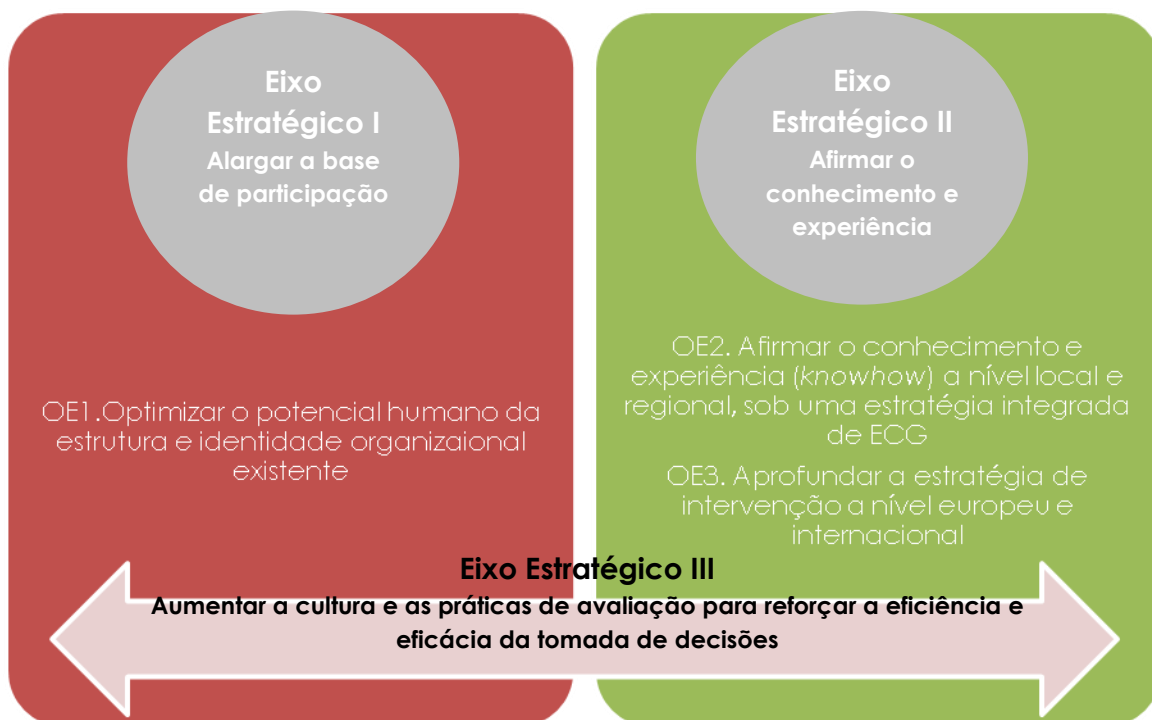 Eixo
Estratégico I
Alargar a base
de participação
OE1.Optimizar o potencial humano da
estrutura e identidade organizaional
existente
Eixo
Estratégico II
Afirmar o
conhecimento e
experiência
OE2. Afirmar o conhecimento e
experiência (knowhow) a nível local e
regional, sob uma estratégia integrada
de ECG
OE3. Aprofundar a estratégia de
intervenção a nível europeu e
internacional
Eixo Estratégico III
Aumentar a cultura e as práticas de avaliação para reforçar a eficiência e
eficácia da tomada de decisões